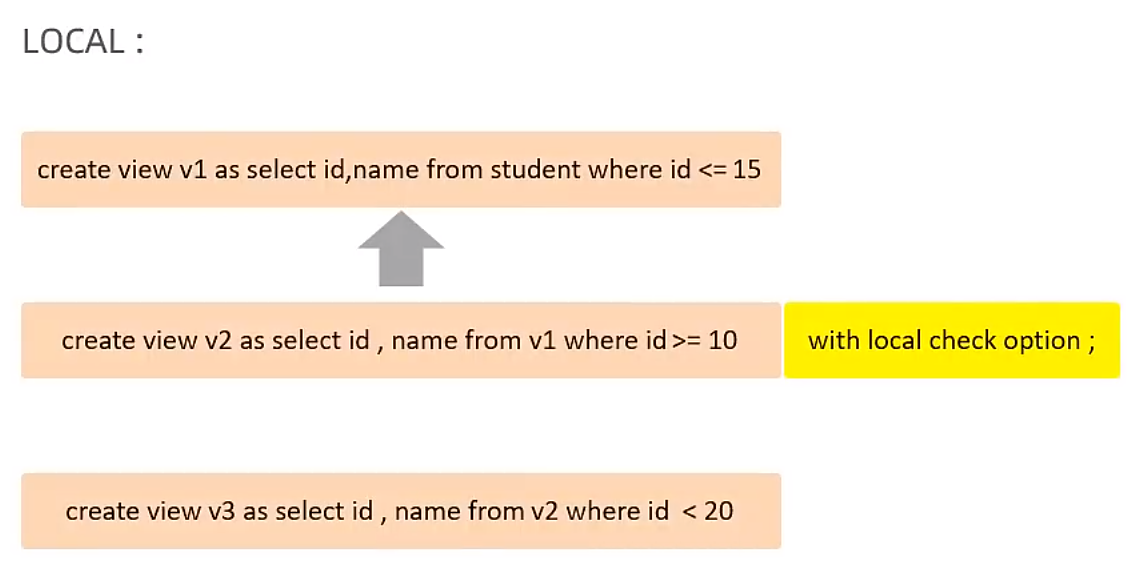 LOCAL :
create view v1 as select id,name from student where id <= 15
create view v2 as select id , name from v1 where id >= 10
with local check option ;
create view v3 as select id , name from v2 where id < 20